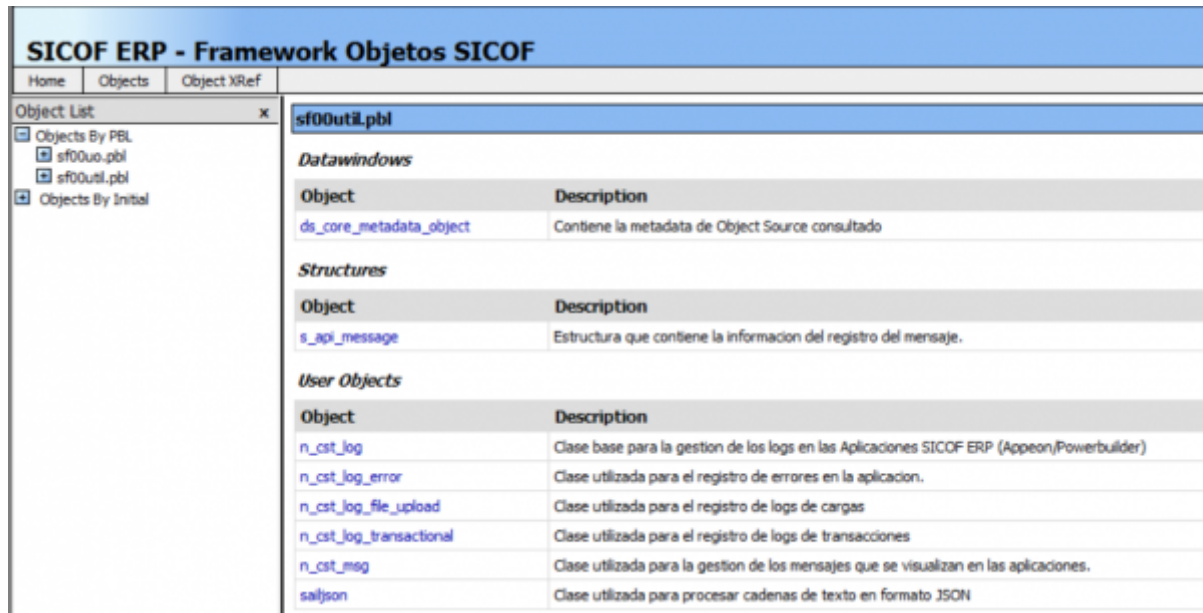 SICOF ERP - Framework Objetos SICOF
Home Objects Object XRef
Object List x
Objects By PBL
sf00uo.pbl
sf00util.pbl
Objects By Initial
sf00util.pbl
Datawindows
Object Description
ds_core_metadata_object Contiene la metadata de Object Source consultado
Structures
Object Description
s_api_message Estructura que contiene la informacion del registro del mensaje.
User Objects
Object Description
n_cst_log Clase base para la gestion de los logs en las Aplicaciones SICOF ERP (Appeon/Powerbuilder)
n_cst_log_error Clase utilizada para el registro de errores en la aplicacion.
n_cst_log_file_upload Clase utilizada para el registro de logs de cargas
n_cst_log_transactional Clase utilizada para el registro de logs de transacciones
n_cst_msg Clase utilizada para la gestion de los mensajes que se visualizan en las aplicaciones.
sailjson Clase utilizada para procesar cadenas de texto en formato JSON